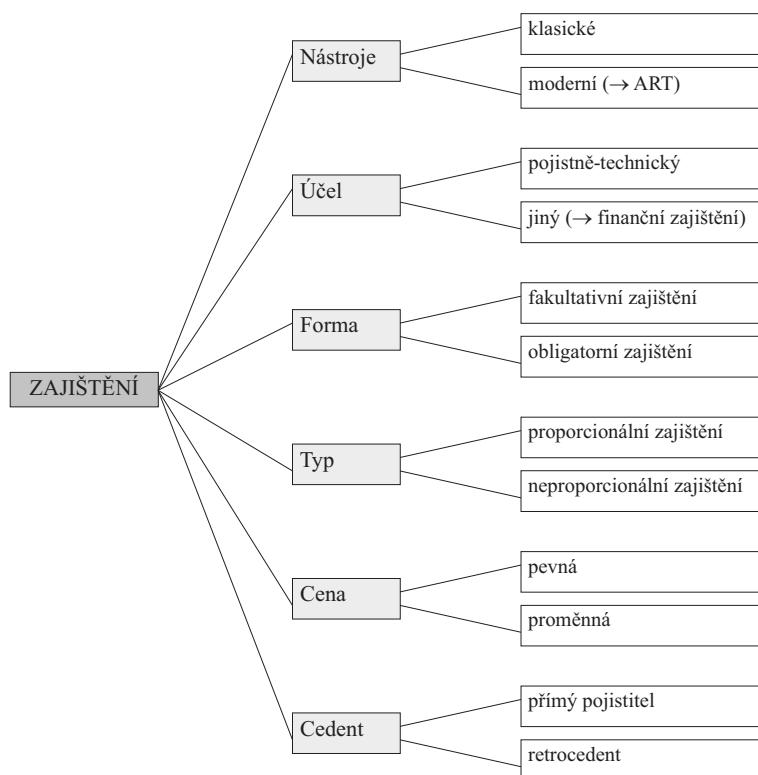 ZAJIŠTĚNÍ
Nástroje
klasické
moderní (→ ART)
Účel
pojistně-technický
jiný (→ finanční zajištění)
Forma
fakultativní zajištění
obligatorní zajištění
Typ
proporcionální zajištění
neproporcionální zajištění
Cena
pevná
proměnná
Cedent
přímý pojistitel
retrocedent